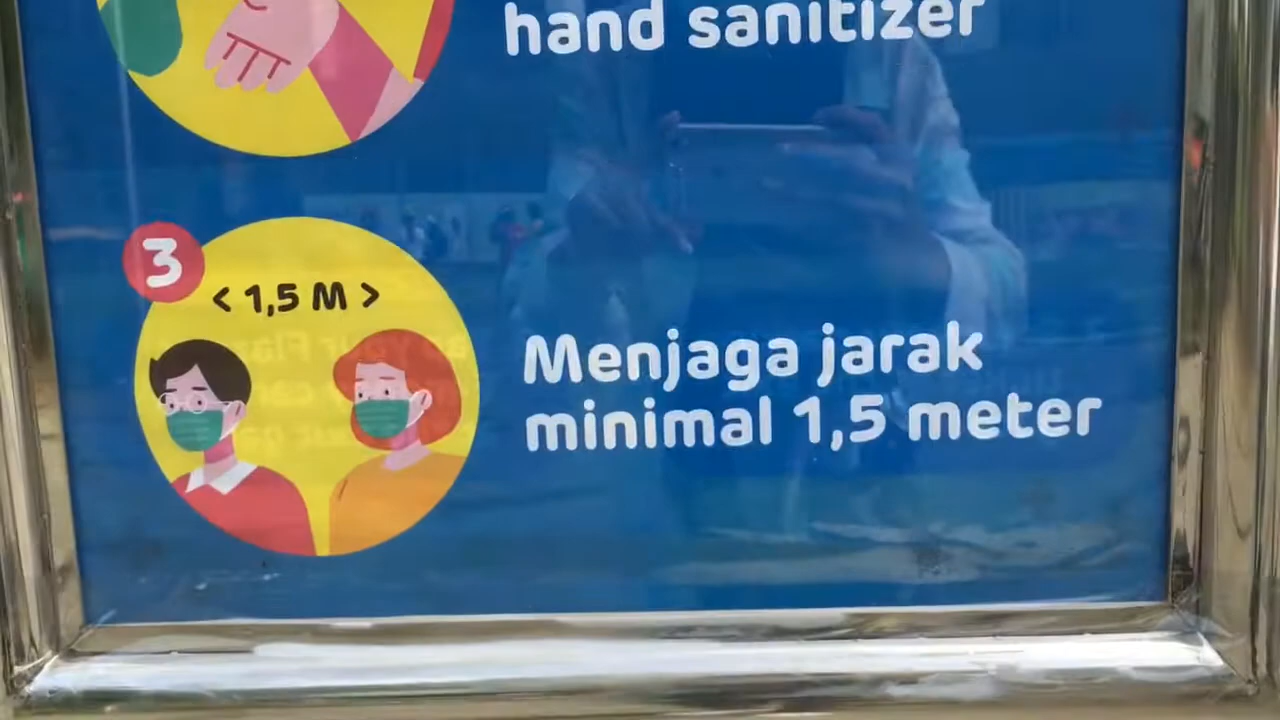 hand sanitizer
3
< 1,5 M >
Menjaga jarak
minimal 1,5 meter